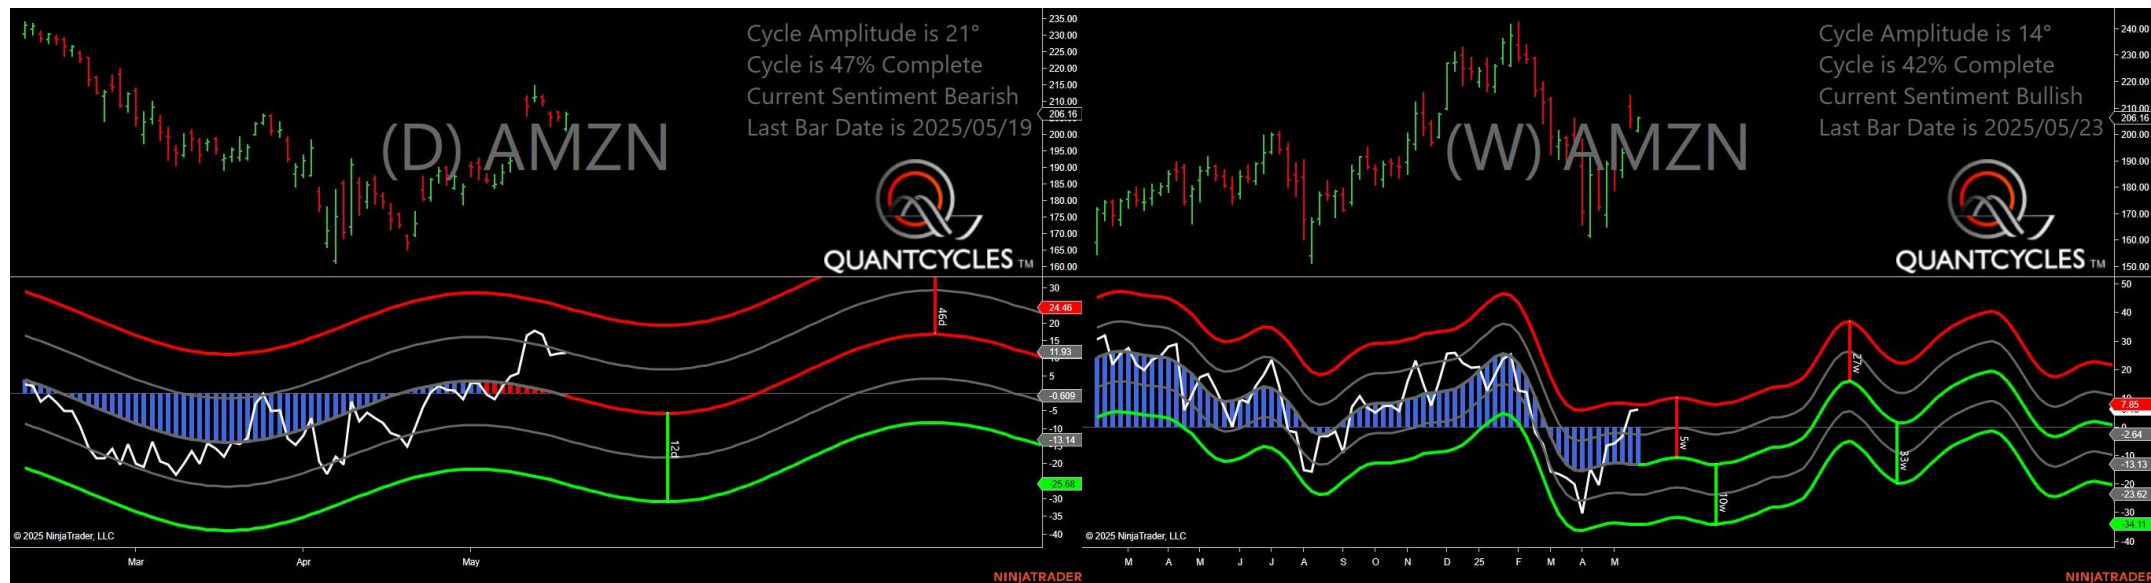 Cycle Amplitude is 21°
Cycle is 47% Complete
Current Sentiment Bearish
Last Bar Date is 2025/05/19
(D) AMZN
QUANTCYCLES TM
235.00
230.00
225.00
220.00
215.00
210.00
206.16
200.00
195.00
190.00
185.00
180.00
175.00
170.00
165.00
160.00
46d
12d
30
24.46
20
15
11.93
5
-0.609
-5
-10
-13.14
-20
-25.68
-30
-35
-40
© 2025 NinjaTrader, LLC
Mar
Apr
May
NINJATRADER
Cycle Amplitude is 14°
Cycle is 42% Complete
Current Sentiment Bullish
Last Bar Date is 2025/05/23
(W) AMZN
QUANTCYCLES TM
240.00
230.00
220.00
210.00
206.16
200.00
190.00
180.00
170.00
160.00
150.00
27w
5w
10w
33w
50
40
30
20
7.85
-2.64
-10
-13.13
-20
-23.62
-30
-34.11
-40
© 2025 NinjaTrader, LLC
M A M J J A S O N D 25 F M A M
NINJATRADER